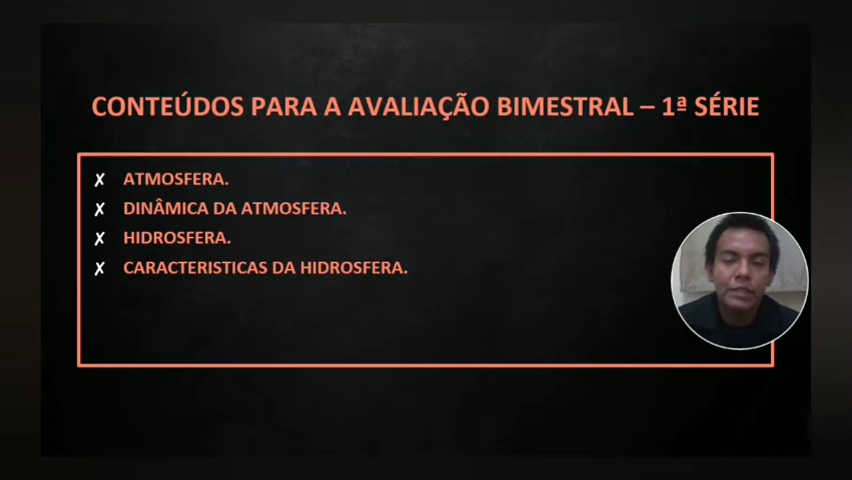 CONTEÚDOS PARA A AVALIAÇÃO BIMESTRAL – 1ª SÉRIE
✗ ATMOSFERA.
✗ DINÂMICA DA ATMOSFERA.
✗ HIDROSFERA.
✗ CARACTERISTICAS DA HIDROSFERA.